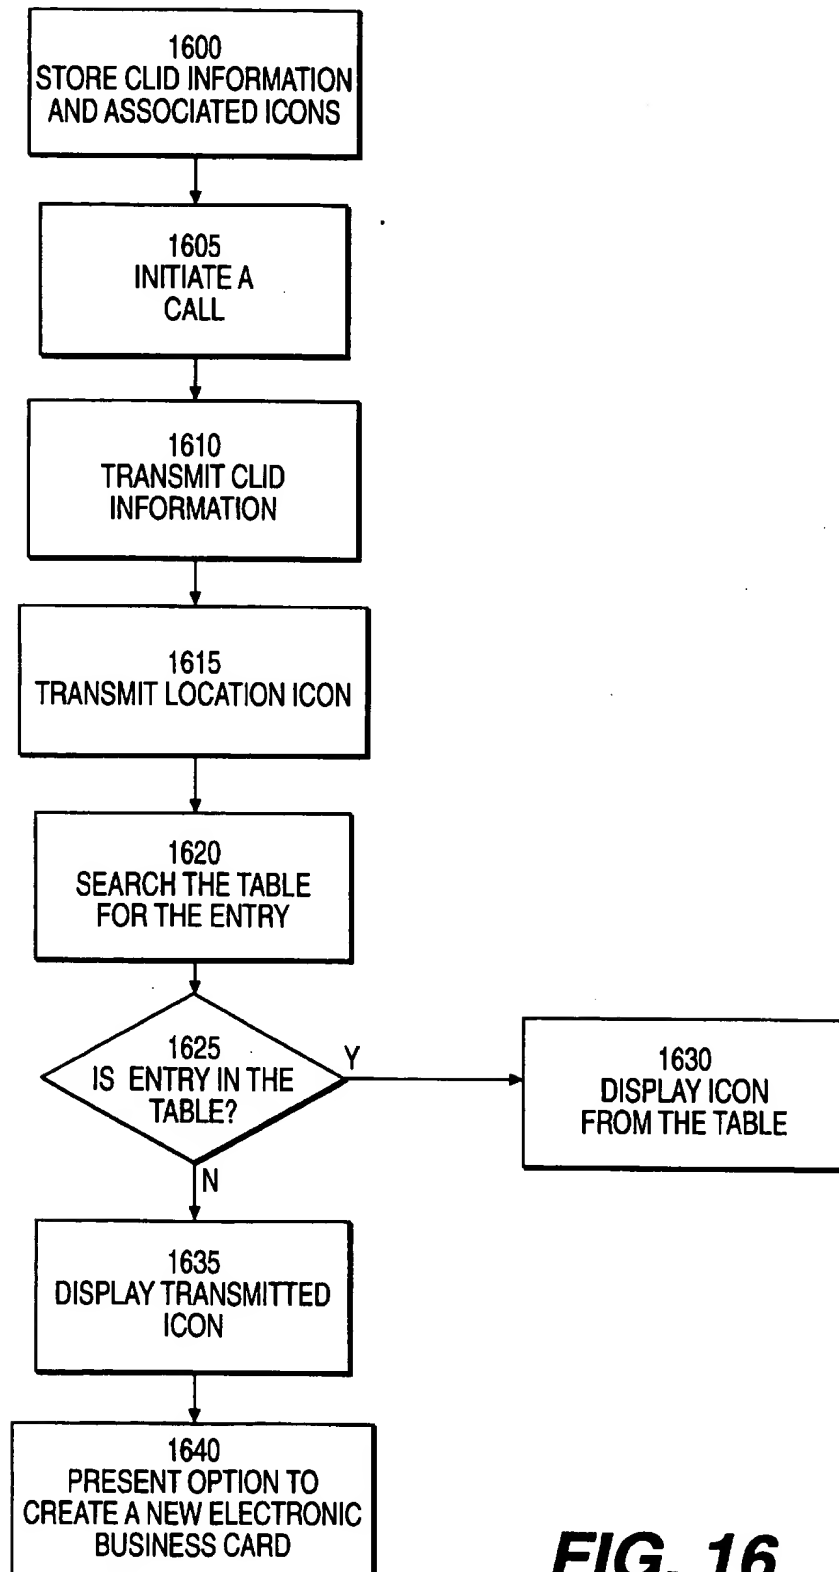 1600
STORE CLID INFORMATION
AND ASSOCIATED ICONS
1605
INITIATE A
CALL
1610
TRANSMIT CLID
INFORMATION
1615
TRANSMIT LOCATION ICON
1620
SEARCH THE TABLE
FOR THE ENTRY
1625
IS ENTRY IN THE
TABLE?
Y
1630
DISPLAY ICON
FROM THE TABLE
N
1635
DISPLAY TRANSMITTED
ICON
1640
PRESENT OPTION TO
CREATE A NEW ELECTRONIC
BUSINESS CARD
FIG. 16